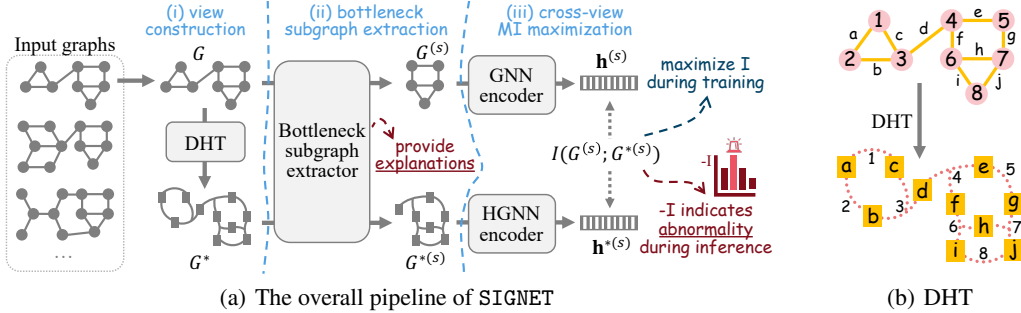 (i) view
construction
(ii) bottleneck
subgraph extraction
(iii) cross-view
MI maximization
Input graphs
...
G
DHT
G*
Bottleneck
subgraph
extractor
provide
explanations
G^{(s)}
G^{*(s)}
GNN
encoder
HGNN
encoder
h^{(s)}
I(G^{(s)}; G^{*(s)})
h^{*(s)}
maximize I
during training
-I
-I indicates
abnormality
during inference
(a) The overall pipeline of SIGNET
1 e
4 5
a c d f g
h
2 3 6 7
b i j
8
DHT
a 1 c e 5
d 4
2 b 3 f g
6 h 7
i 8 j
(b) DHT